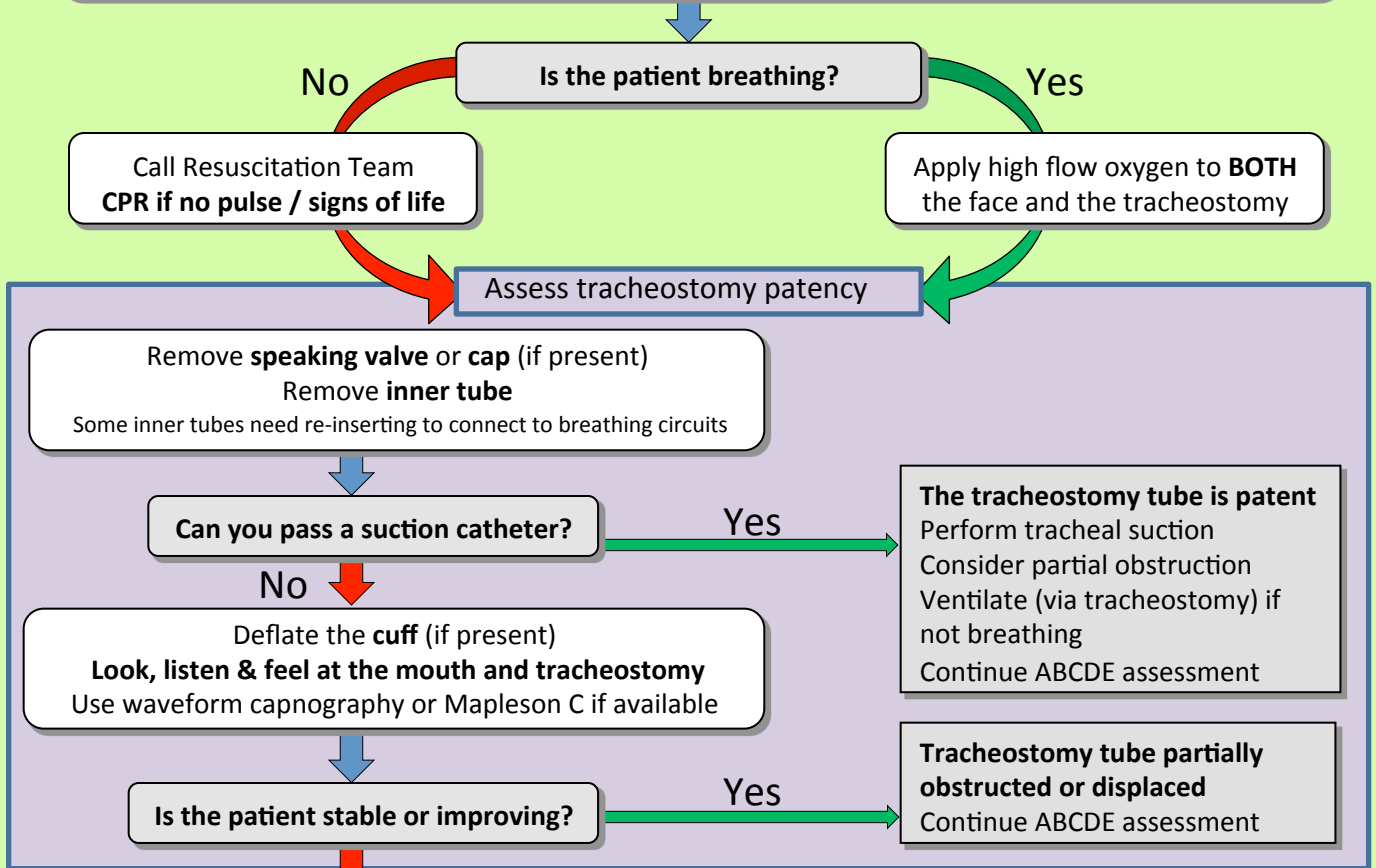 Is the patient breathing?
No
Yes
Call Resuscitation Team
CPR if no pulse / signs of life
Apply high flow oxygen to BOTH
the face and the tracheostomy
Assess tracheostomy patency
Remove speaking valve or cap (if present)
Remove inner tube
Some inner tubes need re-inserting to connect to breathing circuits
Can you pass a suction catheter?
Yes
The tracheostomy tube is patent
Perform tracheal suction
Consider partial obstruction
Ventilate (via tracheostomy) if
not breathing
Continue ABCDE assessment
No
Deflate the cuff (if present)
Look, listen & feel at the mouth and tracheostomy
Use waveform capnography or Mapleson C if available
Is the patient stable or improving?
Yes
Tracheostomy tube partially
obstructed or displaced
Continue ABCDE assessment